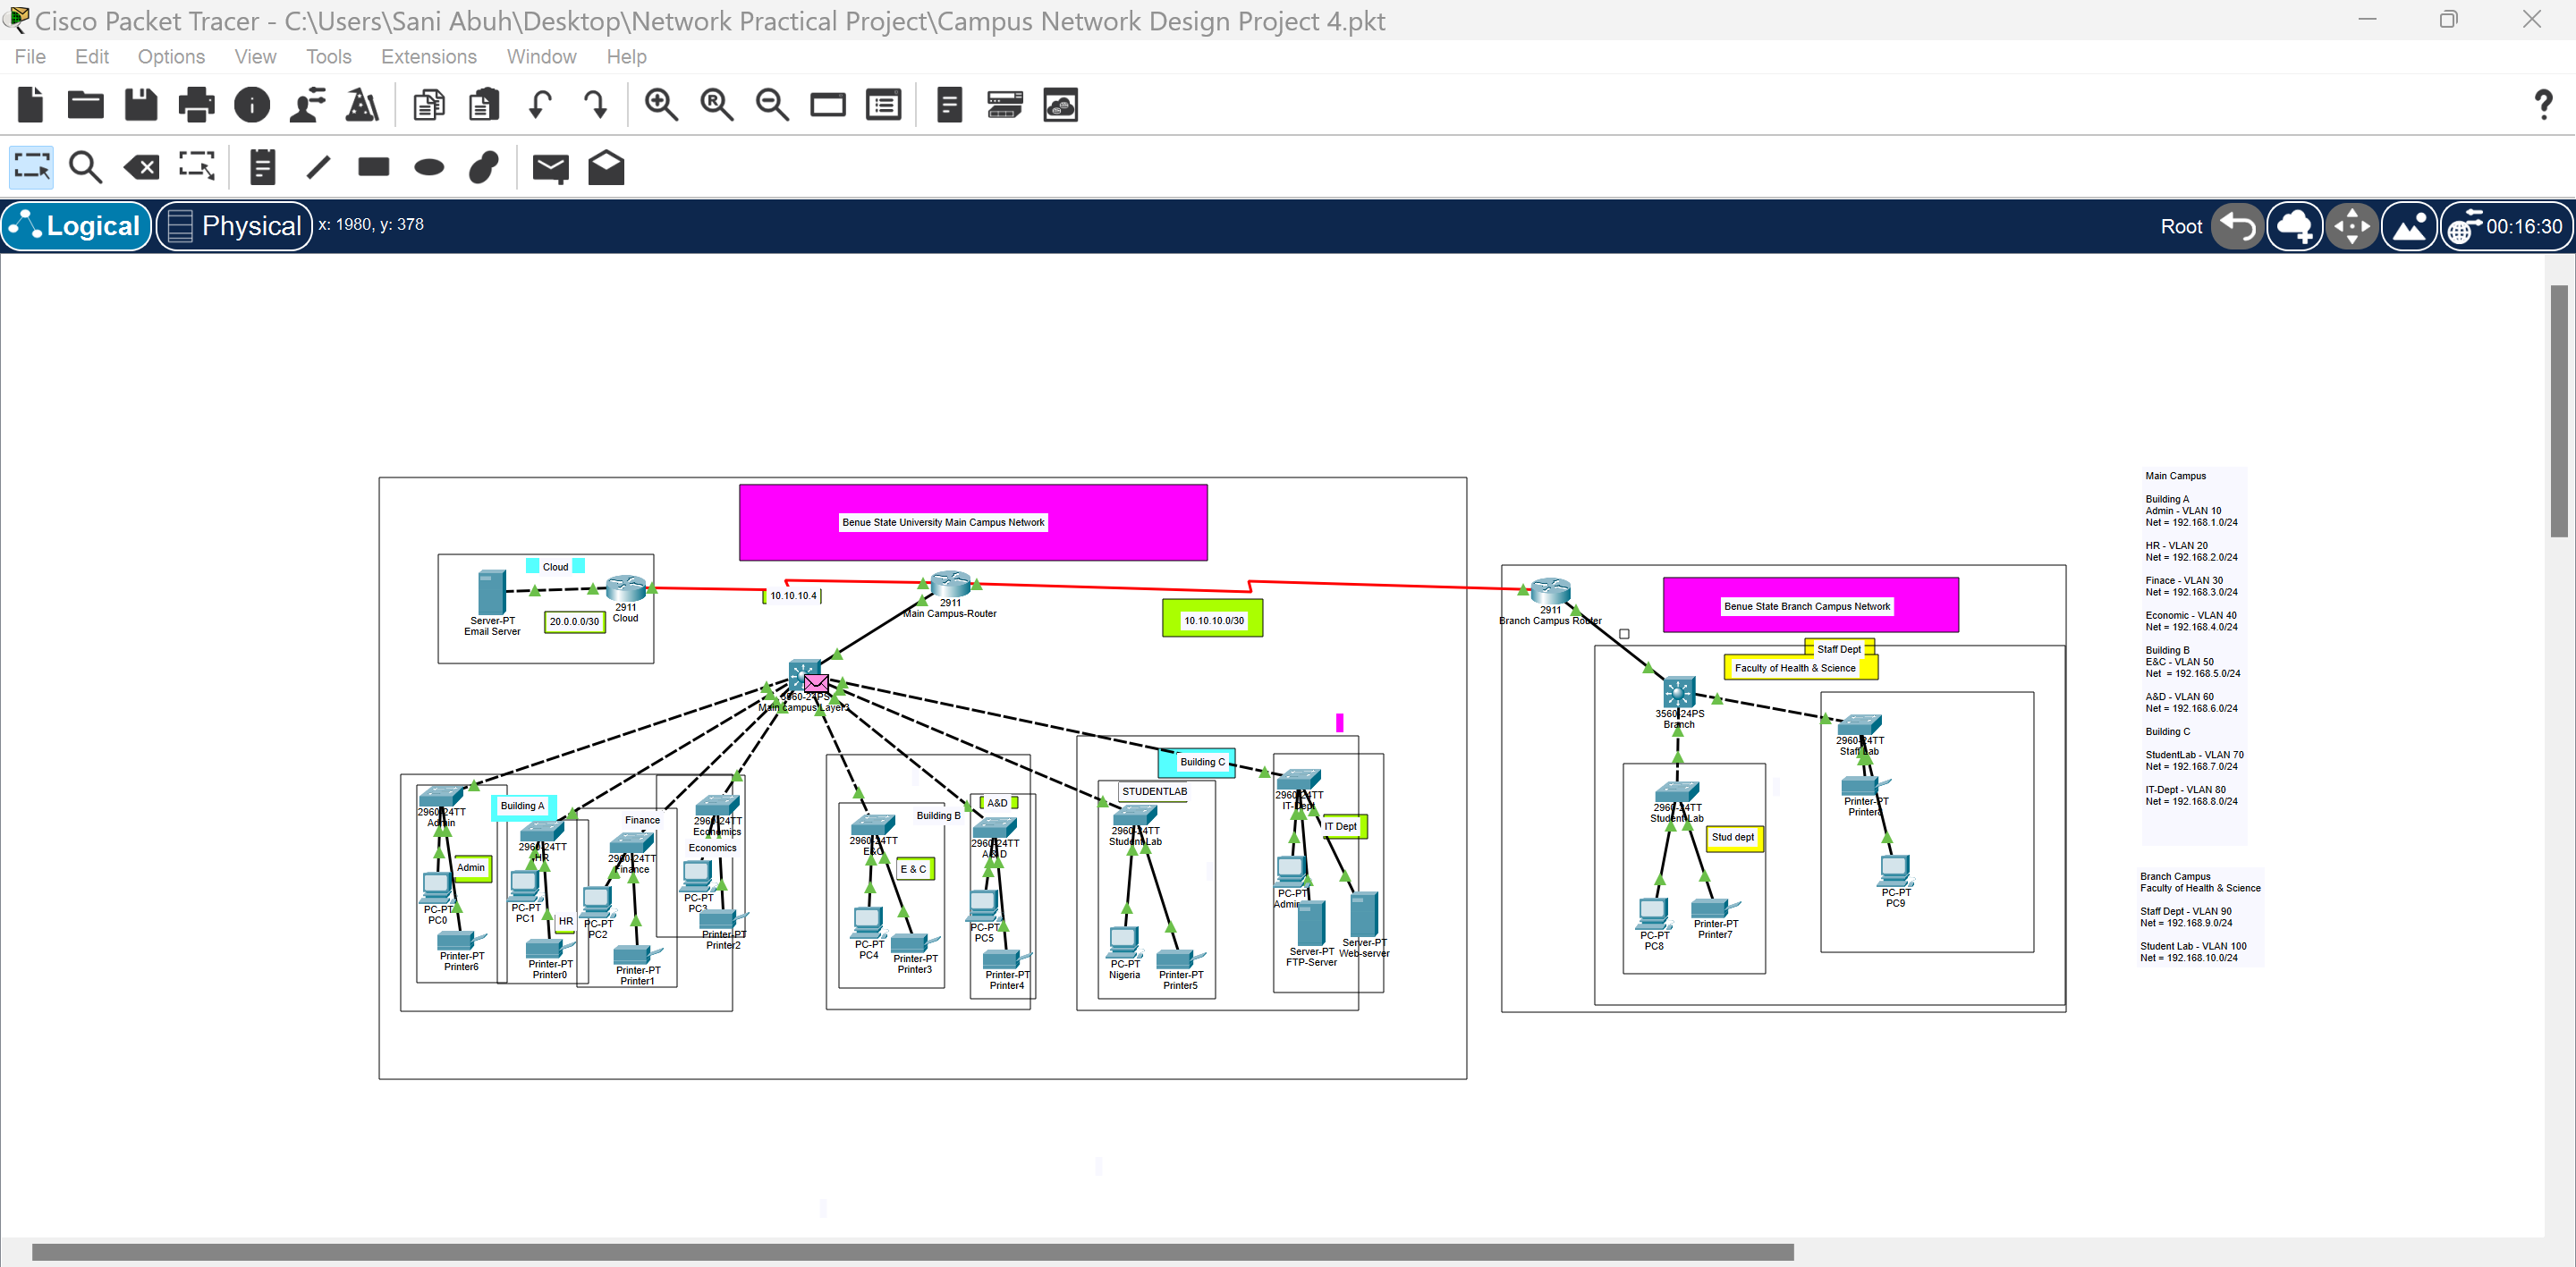 Cisco Packet Tracer - C:\Users\Sani Abuh\Desktop\Network Practical Project\Campus Network Design Project 4.pkt
File Edit Options View Tools Extensions Window Help
Logical Physical x: 1980, y: 378 Root 00:16:30
Benue State University Main Campus Network
Cloud
Server-PT
Email Server
20.0.0.0/30
2911
Cloud
10.10.10.4
2911
Main Campus-Router
10.10.10.0/30
3560-24PS
Main campus Layer3
Building A
2960-24TT
Admin
Admin
PC-PT
PC0
Printer-PT
Printer6
2960-24TT
HR
PC-PT
PC1
HR
Printer-PT
Printer0
Finance
2960-24TT
Finance
PC-PT
PC2
Printer-PT
Printer1
2960-24TT
Economics
Economics
PC-PT
PC3
Printer-PT
Printer2
Building B
2960-24TT
E&C
E & C
PC-PT
PC4
Printer-PT
Printer3
A&D
2960-24TT
A&D
PC-PT
PC5
Printer-PT
Printer4
Building C
STUDENTLAB
2960-24TT
StudentLab
PC-PT
Nigeria
Printer-PT
Printer5
2960-24TT
IT-Dept
IT Dept
PC-PT
Admin
Server-PT
FTP-Server
Server-PT
Web-server
2911
Branch Campus Router
Benue State Branch Campus Network
Staff Dept
Faculty of Health & Science
3560-24PS
Branch
2960-24TT
Staff Lab
Printer-PT
PC-PT
PC9
2960-24TT
StudentLab
Stud dept
PC-PT
PC8
Printer-PT
Printer7
Main Campus
Building A
Admin - VLAN 10
Net = 192.168.1.0/24
HR - VLAN 20
Net = 192.168.2.0/24
Finace - VLAN 30
Net = 192.168.3.0/24
Economic - VLAN 40
Net = 192.168.4.0/24
Building B
E&C - VLAN 50
Net = 192.168.5.0/24
A&D - VLAN 60
Net = 192.168.6.0/24
Building C
StudentLab - VLAN 70
Net = 192.168.7.0/24
IT-Dept - VLAN 80
Net = 192.168.8.0/24
Branch Campus
Faculty of Health & Science
Staff Dept - VLAN 90
Net = 192.168.9.0/24
Student Lab - VLAN 100
Net = 192.168.10.0/24